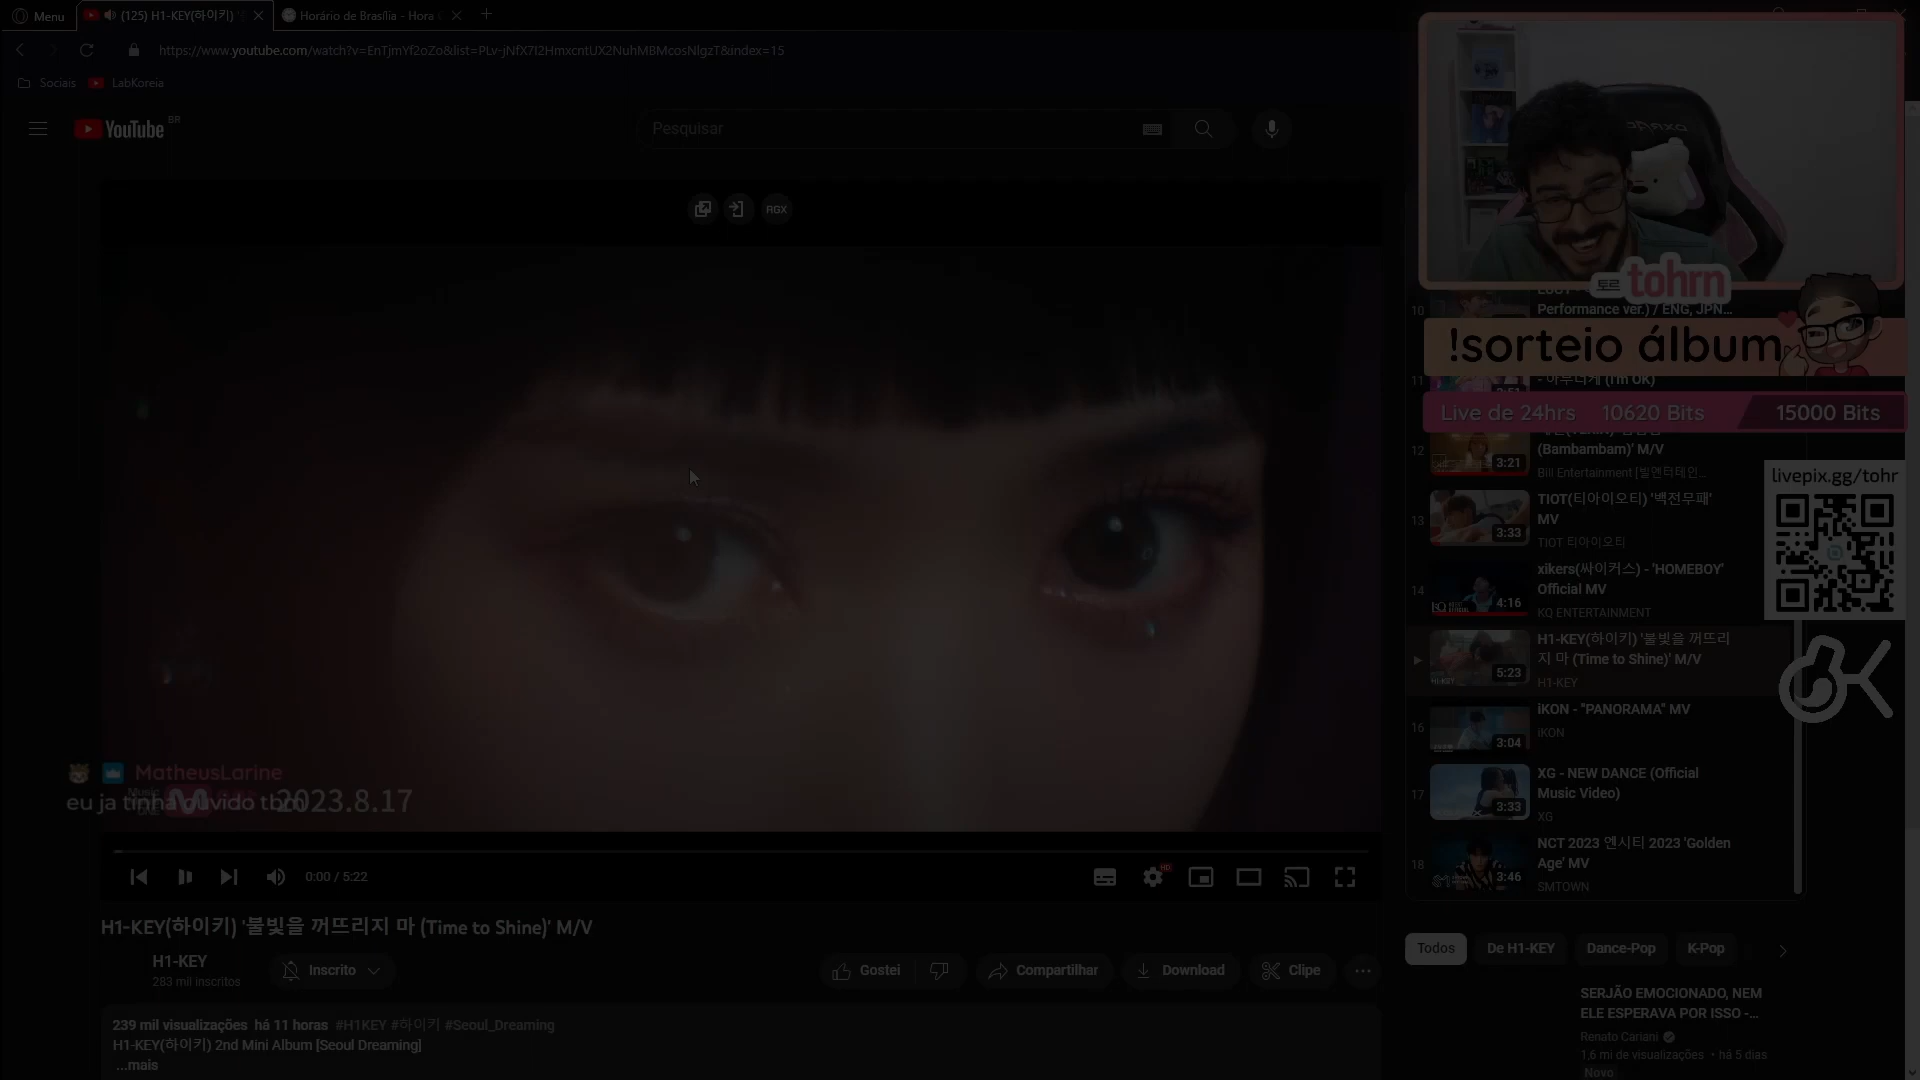 Menu
(125) H1-KEY(하이키) '불
Horário de Brasília - Hora
https://www.youtube.com/watch?v=EnTjmYf2oZo&list=PLv-jNfX7I2HmxcntUX2NuhMBMcosNlgzT&index=15
Sociais
LabKoreia
YouTube
BR
Pesquisar
RGX
MatheusLarine
eu ja tinha ouvido tbm
2023.8.17
0:00 / 5:22
HD
H1-KEY(하이키) '불빛을 꺼뜨리지 마 (Time to Shine)' M/V
H1-KEY
283 mil inscritos
Inscrito
Gostei
Compartilhar
Download
Clipe
239 mil visualizações há 11 horas #H1KEY #하이키 #Seoul_Dreaming
H1-KEY(하이키) 2nd Mini Album [Seoul Dreaming]
...mais
토르 tohrn
10
Performance ver.) / ENG, JPN...
!sorteio álbum
11
(I'm OK)
Live de 24hrs 10620 Bits 15000 Bits
12
(Bambambam)' M/V
3:21
Bill Entertainment [빌엔터테인...
livepix.gg/tohr
13
TIOT(티아이오티) '백전무패'
MV
3:33
TIOT 티아이오티
14
xikers(싸이커스) - 'HOMEBOY'
Official MV
4:16
KQ ENTERTAINMENT
H1-KEY(하이키) '불빛을 꺼뜨리
지 마 (Time to Shine)' M/V
5:23
H1-KEY
16
iKON - "PANORAMA" MV
iKON
3:04
17
XG - NEW DANCE (Official
Music Video)
3:33
XG
18
NCT 2023 엔시티 2023 'Golden
Age' MV
3:46
SMTOWN
Todos
De H1-KEY
Dance-Pop
K-Pop
SERJÃO EMOCIONADO, NEM
ELE ESPERAVA POR ISSO -...
Renato Cariani
1,6 mi de visualizações • há 5 dias
Novo